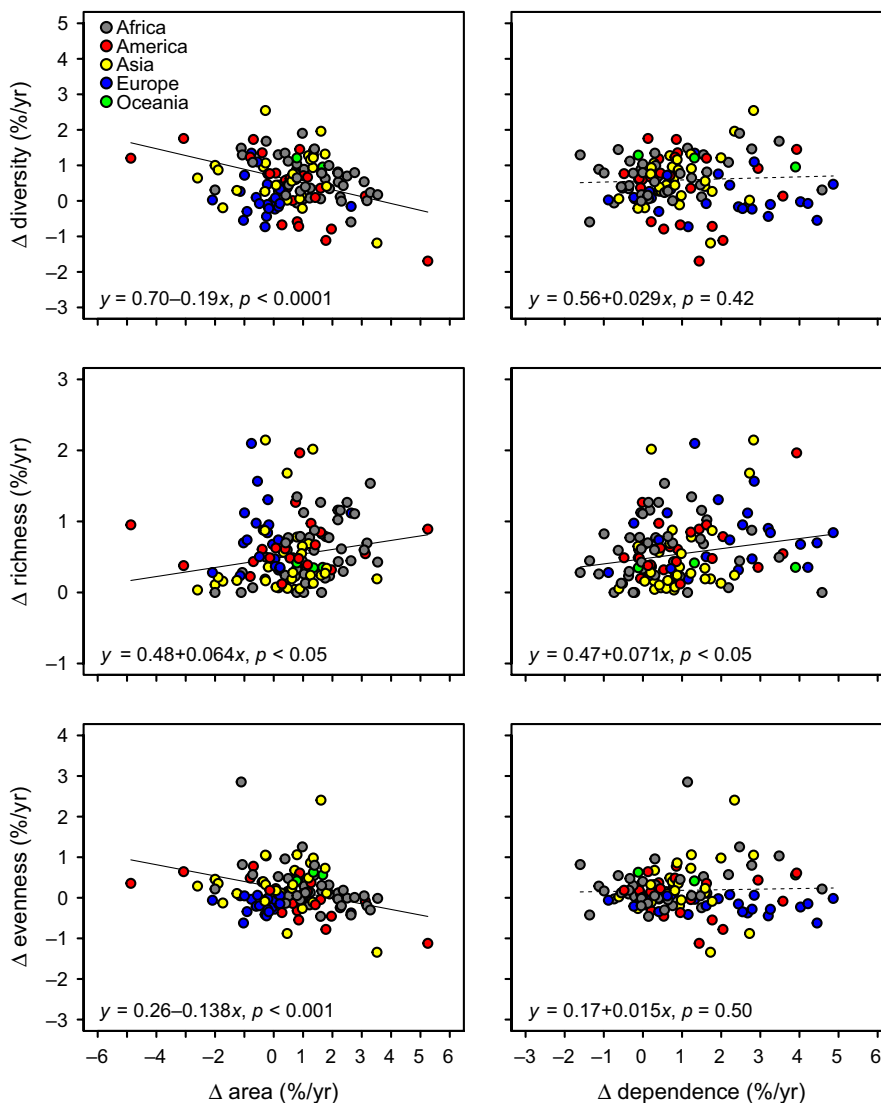 5
4
3
2
1
0
–1
–2
–3
Δ diversity (%/yr)
Africa
America
Asia
Europe
Oceania
y = 0.70–0.19x, p < 0.0001
y = 0.56+0.029x, p = 0.42
3
2
1
0
–1
Δ richness (%/yr)
y = 0.48+0.064x, p < 0.05
y = 0.47+0.071x, p < 0.05
4
3
2
1
0
–1
–2
–3
Δ evenness (%/yr)
y = 0.26–0.138x, p < 0.001
y = 0.17+0.015x, p = 0.50
–6 –4 –2 0 1 2 3 4 5 6
–3 –2 –1 0 1 2 3 4 5 6
Δ area (%/yr)
Δ dependence (%/yr)